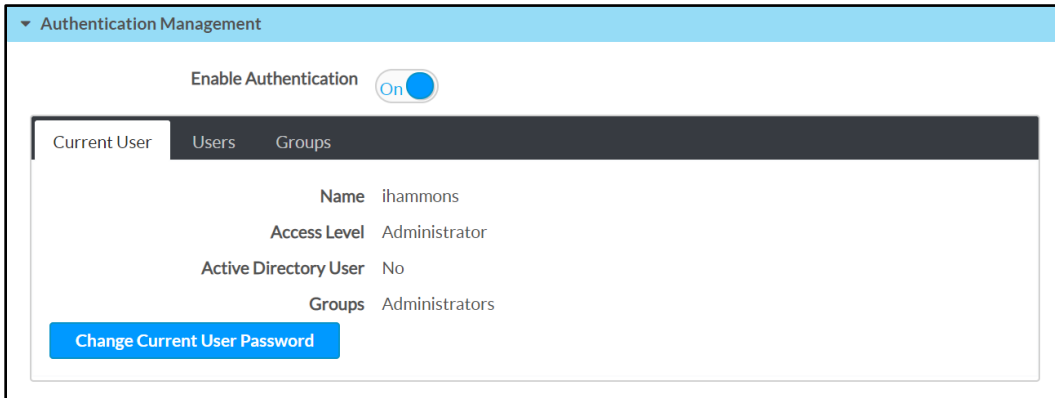 Authentication Management
Enable Authentication On
Current User Users Groups
Name ihammons
Access Level Administrator
Active Directory User No
Groups Administrators
Change Current User Password